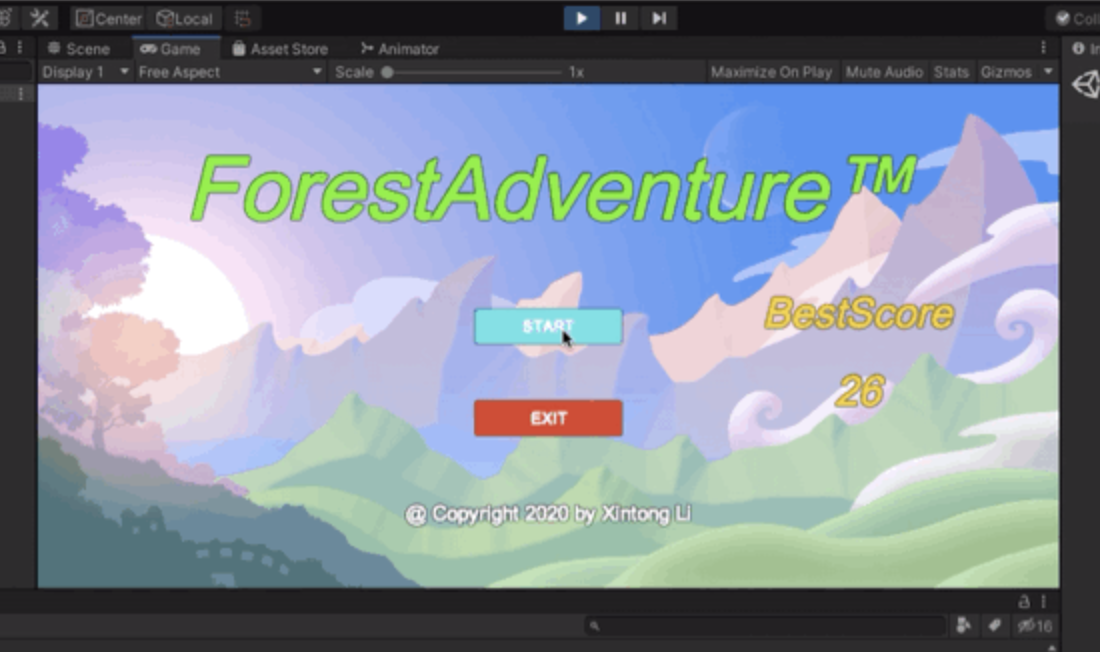 Center Local
Scene Game Asset Store Animator
Display 1 Free Aspect Scale 1x Maximize On Play Mute Audio Stats Gizmos
ForestAdventure™
BestScore
START
26
EXIT
@ Copyright 2020 by Xintong Li
16